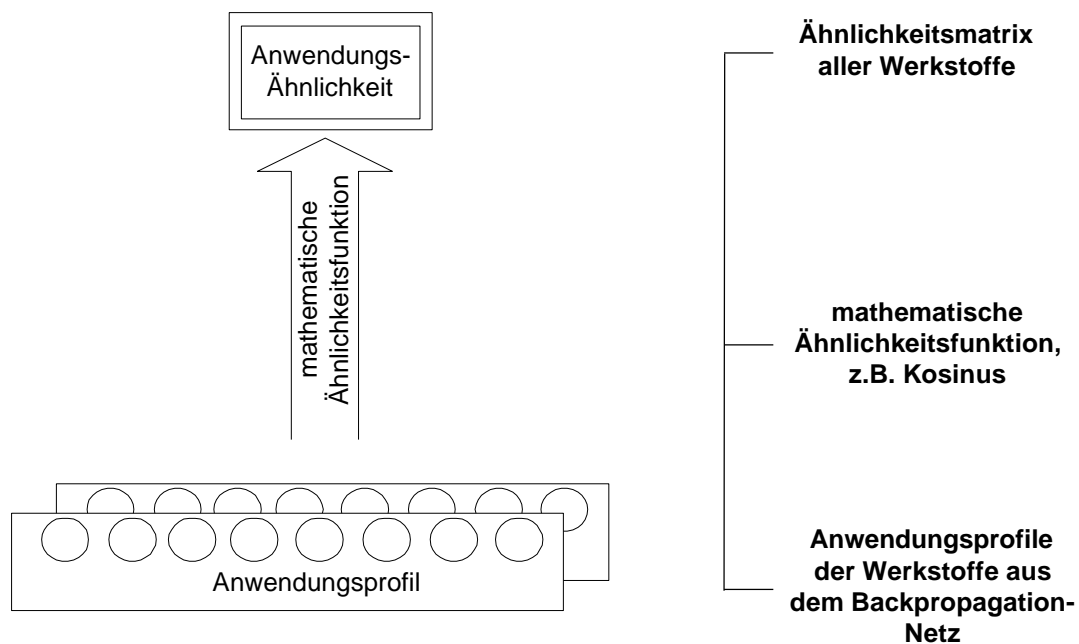 Anwendungs-
Ähnlichkeit
mathematische
Ähnlichkeitsfunktion
Anwendungsprofil
Ähnlichkeitsmatrix
aller Werkstoffe
mathematische
Ähnlichkeitsfunktion,
z.B. Kosinus
Anwendungsprofile
der Werkstoffe aus
dem Backpropagation-
Netz